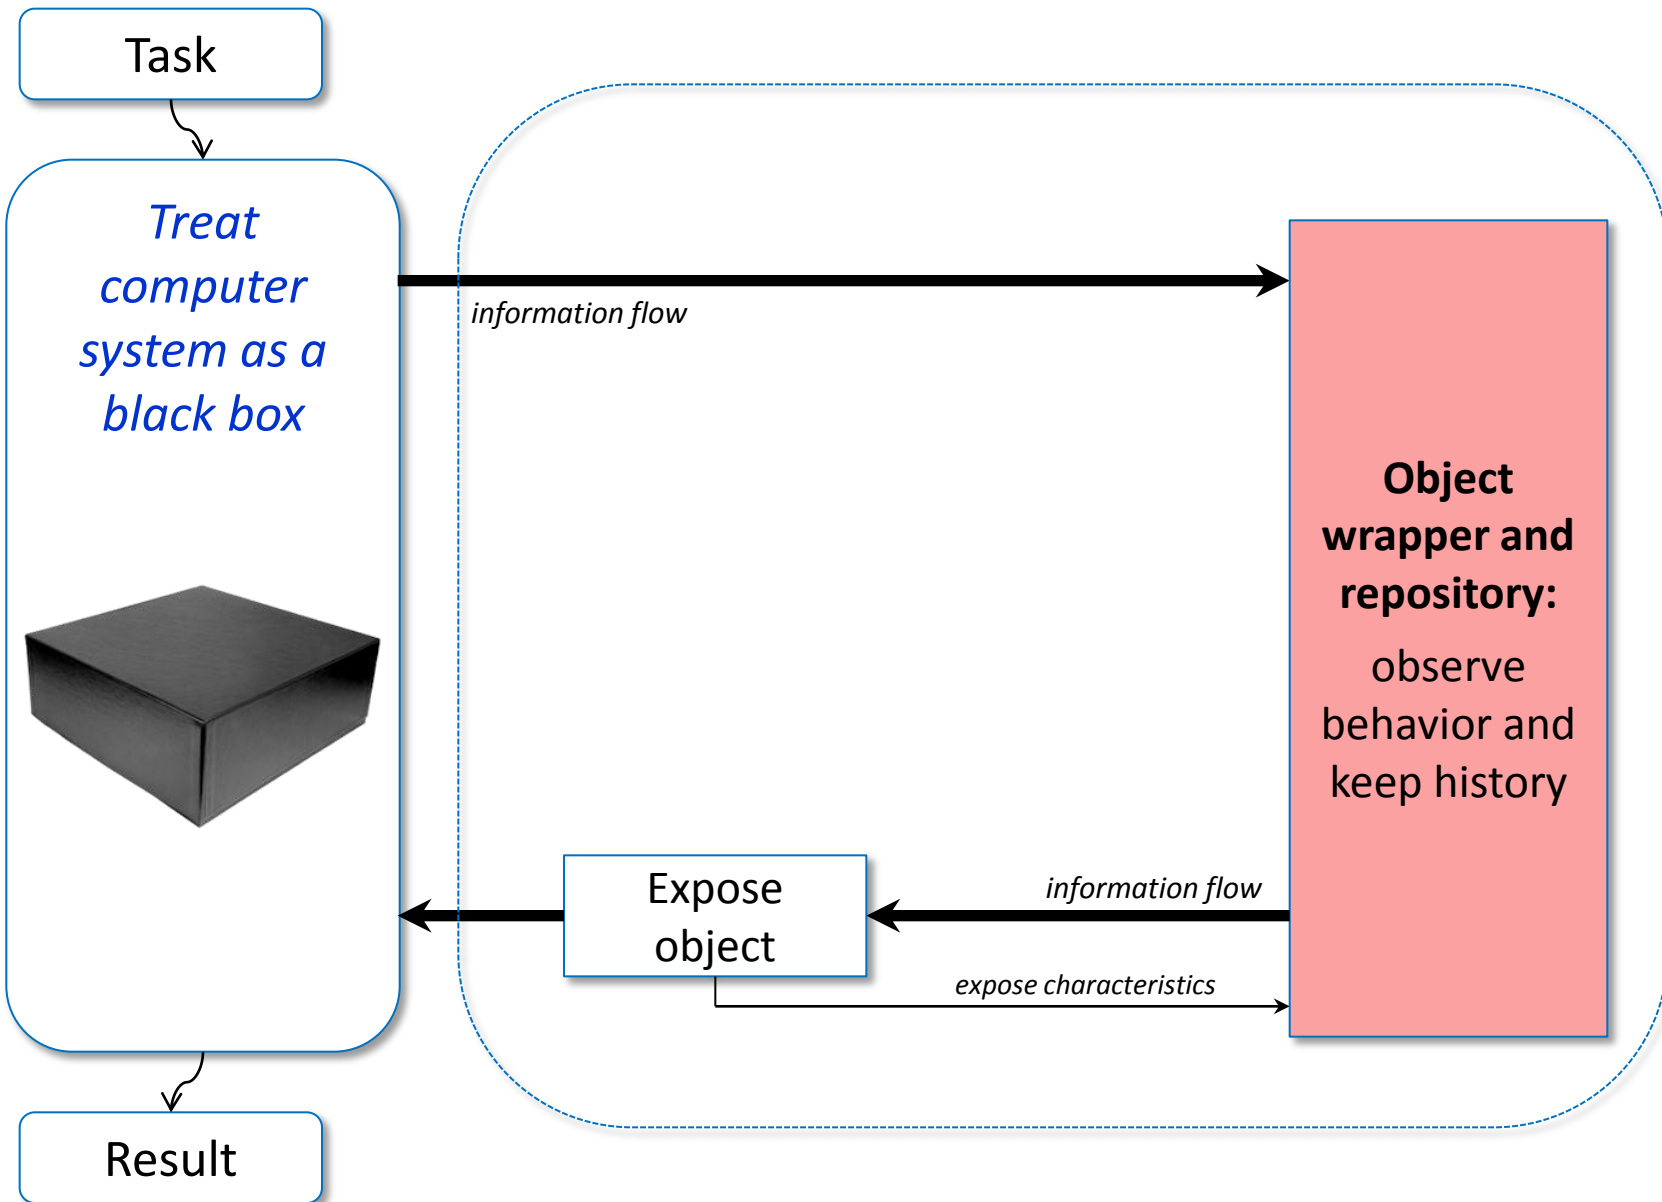 Task
Treat
computer
system as a
black box
information flow
Object
wrapper and
repository:
observe
behavior and
keep history
Expose
object
information flow
expose characteristics
Result